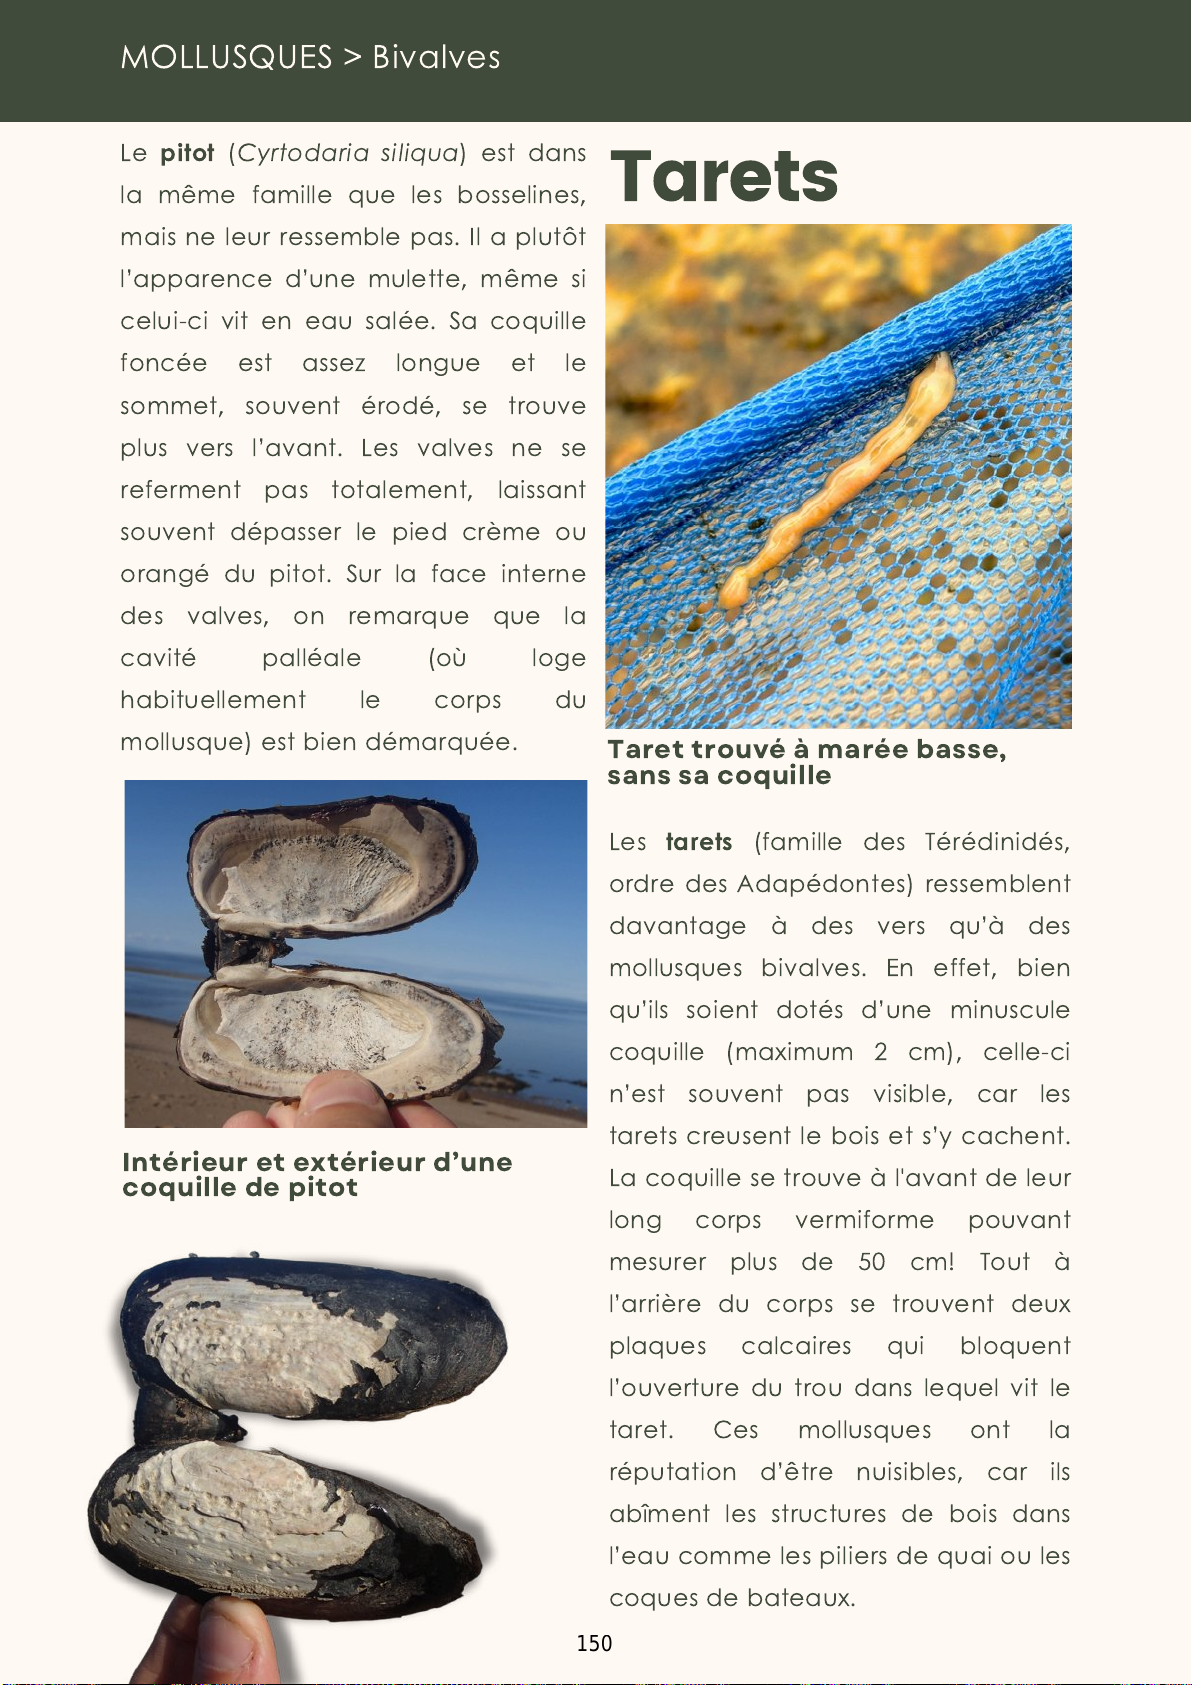 MOLLUSQUES > Bivalves
Le pitot (Cyrtodaria siliqua) est dans
la même famille que les bosselines,
mais ne leur ressemble pas. Il a plutôt
l’apparence d’une mulette, même si
celui-ci vit en eau salée. Sa coquille
foncée est assez longue et le
sommet, souvent érodé, se trouve
plus vers l’avant. Les valves ne se
referment pas totalement, laissant
souvent dépasser le pied crème ou
orangé du pitot. Sur la face interne
des valves, on remarque que la
cavité palléale (où loge
habituellement le corps du
mollusque) est bien démarquée.
Intérieur et extérieur d’une
coquille de pitot
Tarets
Taret trouvé à marée basse,
sans sa coquille
Les tarets (famille des Térédinidés,
ordre des Adapédontes) ressemblent
davantage à des vers qu’à des
mollusques bivalves. En effet, bien
qu’ils soient dotés d’une minuscule
coquille (maximum 2 cm), celle-ci
n’est souvent pas visible, car les
tarets creusent le bois et s’y cachent.
La coquille se trouve à l'avant de leur
long corps vermiforme pouvant
mesurer plus de 50 cm! Tout à
l’arrière du corps se trouvent deux
plaques calcaires qui bloquent
l’ouverture du trou dans lequel vit le
taret. Ces mollusques ont la
réputation d’être nuisibles, car ils
abîment les structures de bois dans
l’eau comme les piliers de quai ou les
coques de bateaux.
150